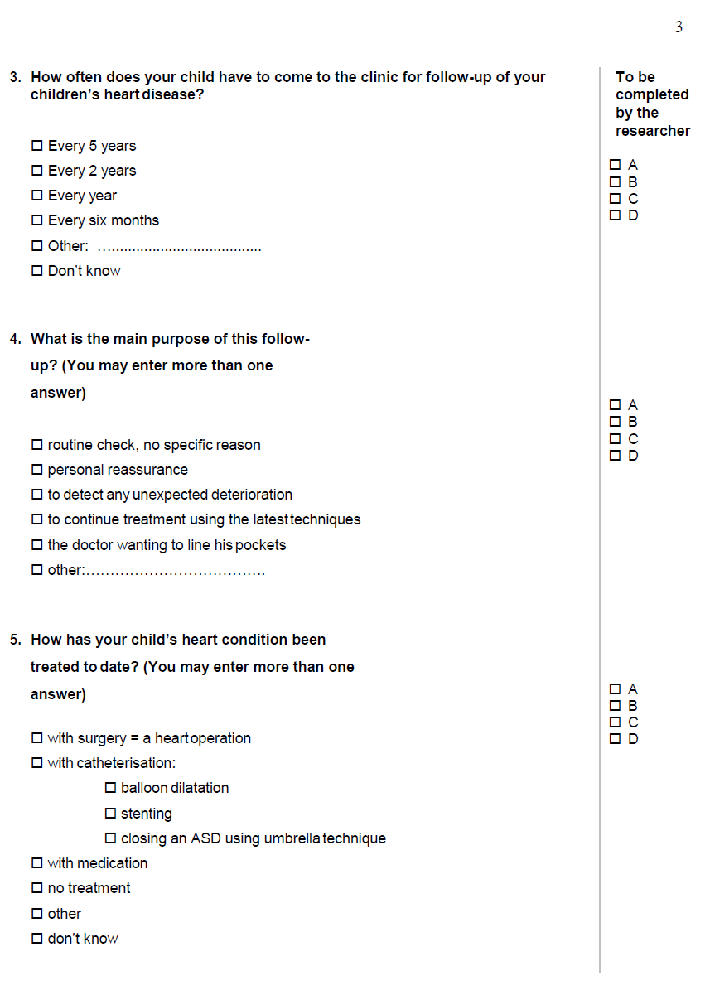 3
3. How often does your child have to come to the clinic for follow-up of your
children's heart disease?
☐ Every 5 years
☐ Every 2 years
☐ Every year
☐ Every six months
☐ Other: ….......................................
☐ Don't know
To be
completed
by the
researcher
☐ A
☐ B
☐ C
☐ D
4. What is the main purpose of this follow-
up? (You may enter more than one
answer)
☐ routine check, no specific reason
☐ personal reassurance
☐ to detect any unexpected deterioration
☐ to continue treatment using the latest techniques
☐ the doctor wanting to line his pockets
☐ other:……………………………….
☐ A
☐ B
☐ C
☐ D
5. How has your child's heart condition been
treated to date? (You may enter more than one
answer)
☐ with surgery = a heart operation
☐ with catheterisation:
☐ balloon dilatation
☐ stenting
☐ closing an ASD using umbrella technique
☐ with medication
☐ no treatment
☐ other
☐ don't know
☐ A
☐ B
☐ C
☐ D